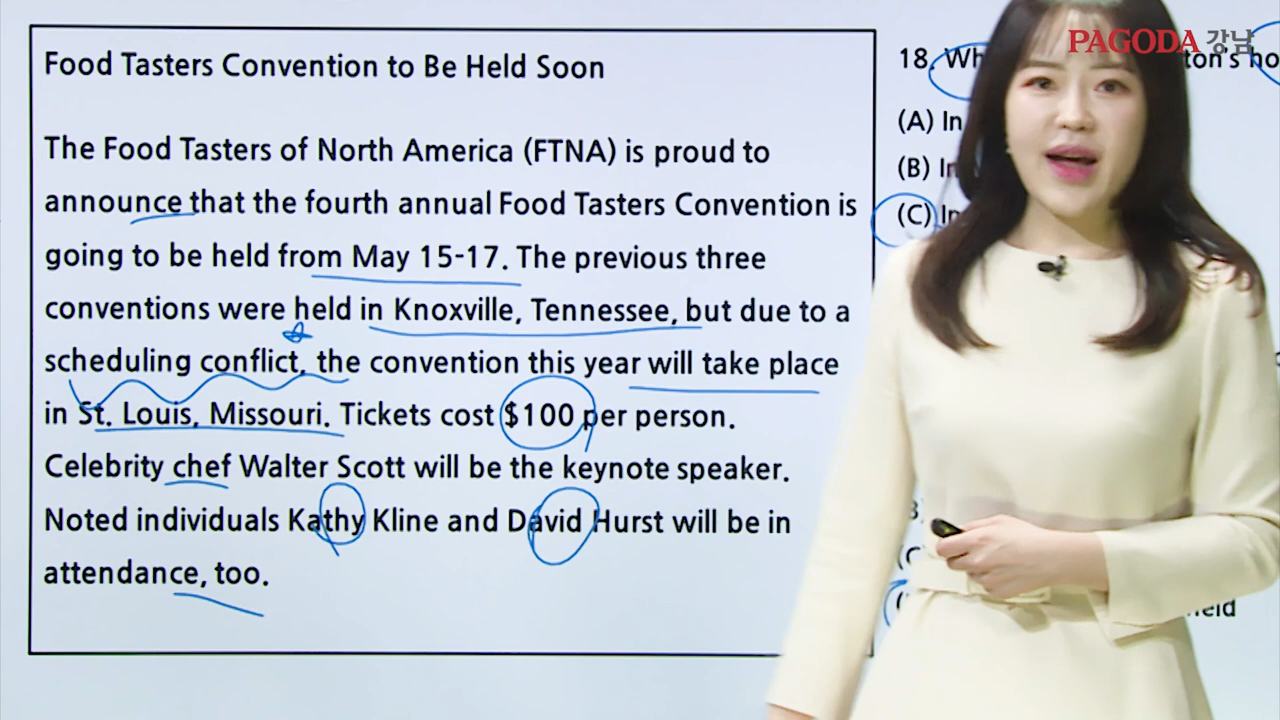 Food Tasters Convention to Be Held Soon
The Food Tasters of North America (FTNA) is proud to
announce that the fourth annual Food Tasters Convention is
going to be held from May 15-17. The previous three
conventions were held in Knoxville, Tennessee, but due to a
scheduling conflict, the convention this year will take place
in St. Louis, Missouri. Tickets cost $100 per person.
Celebrity chef Walter Scott will be the keynote speaker.
Noted individuals Kathy Kline and David Hurst will be in
attendance, too.
PAGODA 강남
18.
(A) In
(B) In
(C) In